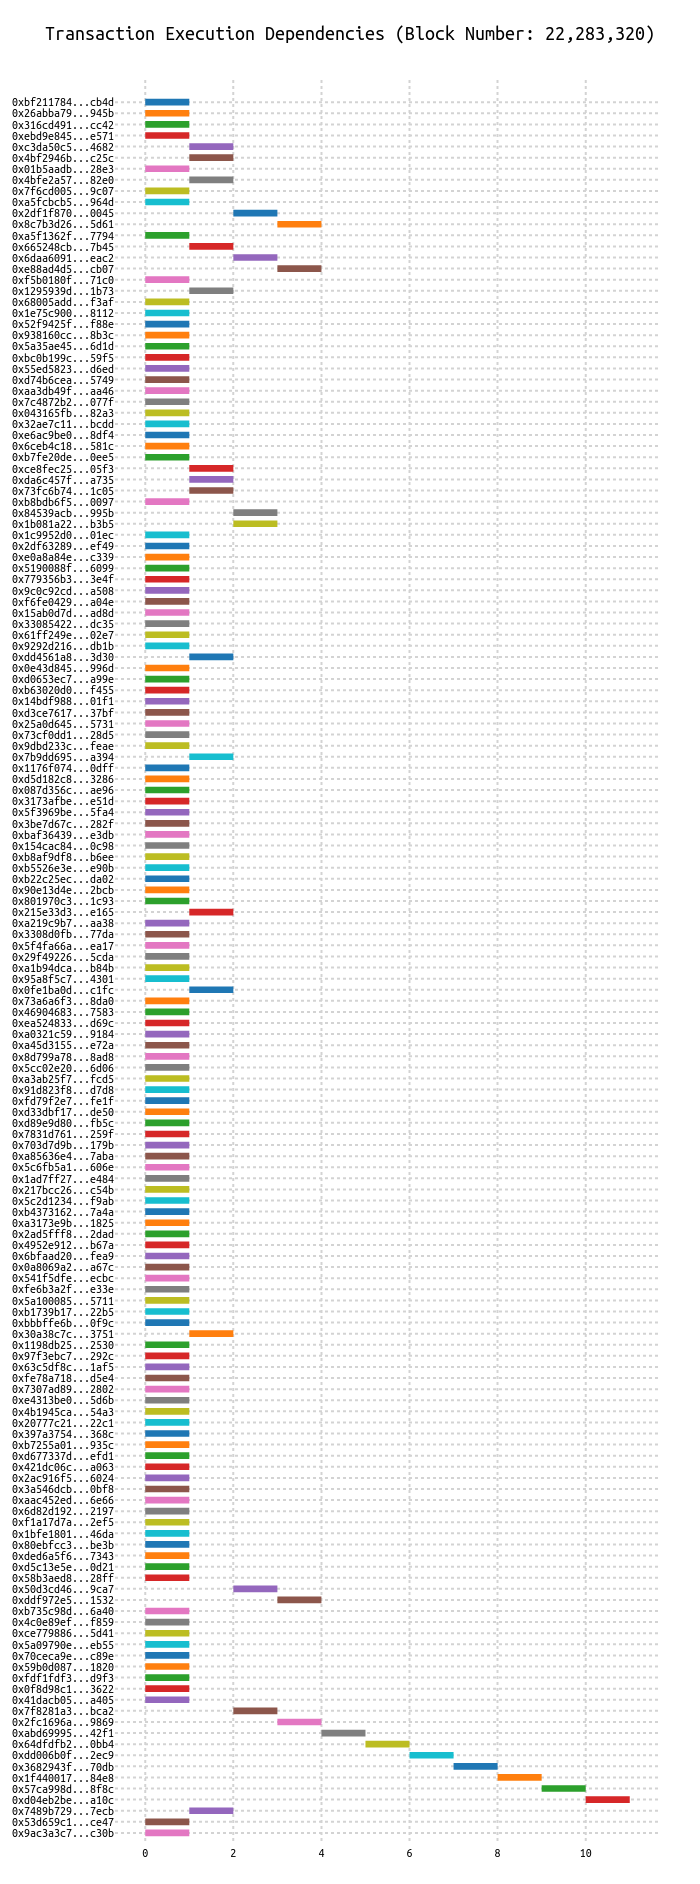 Transaction Execution Dependencies (Block Number: 22,283,320)
0xbf211784...cb4d
0x26abba79...945b
0x316cd491...cc42
0xebd9e845...e571
0xc3da50c5...4682
0x4bf2946b...c25c
0x01b5aadb...28e3
0x4bfe2a57...82e0
0x7f6cd005...9c07
0xa5fcbcb5...964d
0x2df1f870...0045
0x8c7b3d26...5d61
0xa5f1362f...7794
0x665248cb...7b45
0x6daa6091...eac2
0xe88ad4d5...cb07
0xf5b0180f...71c0
0x1295939d...1b73
0x68005add...f3af
0x1e75c900...8112
0x52f9425f...f88e
0x938160cc...8b3c
0x5a35ae45...6d1d
0xbc0b199c...59f5
0x55ed5823...d6ed
0xd74b6cea...5749
0xaa3db49f...aa46
0x7c4872b2...077f
0x043165fb...82a3
0x32ae7c11...bcdd
0xe6ac9be0...8df4
0x6ceb4c18...581c
0xb7fe20de...0ee5
0xce8fec25...05f3
0xda6c457f...a735
0x73fc6b74...1c05
0xb8bdb6f5...0097
0x84539acb...995b
0x1b081a22...b3b5
0x1c9952d0...01ec
0x2df63289...ef49
0xe0a8a84e...c339
0x5190088f...6099
0x779356b3...3e4f
0x9c0c92cd...a508
0xf6fe0429...a04e
0x15ab0d7d...ad8d
0x33085422...dc35
0x61ff249e...02e7
0x9292d216...db1b
0xdd4561a8...3d30
0x0e43d845...996d
0xd0653ec7...a99e
0xb63020d0...f455
0x14bdf988...01f1
0xd3ce7617...37bf
0x25a0d645...5731
0x73cf0dd1...28d5
0x9dbd233c...feae
0x7b9dd695...a394
0x1176f074...0dff
0xd5d182c8...3286
0x087d356c...ae96
0x3173afbe...e51d
0x5f3969be...5fa4
0x3be7d67c...282f
0xbaf36439...e3db
0x154cac84...0c98
0xb8af9df8...b6ee
0xb5526e3e...e90b
0xb22c25ec...da02
0x90e13d4e...2bcb
0x801970c3...1c93
0x215e33d3...e165
0xa219c9b7...aa38
0x3308d0fb...77da
0x5f4fa66a...ea17
0x29f49226...5cda
0xa1b94dca...b84b
0x95a8f5c7...4301
0x0fe1ba0d...c1fc
0x73a6a6f3...8da0
0x46904683...7583
0xea524833...d69c
0xa0321c59...9184
0xa45d3155...e72a
0x8d799a78...8ad8
0x5cc02e20...6d06
0xa3ab25f7...fcd5
0x91d823f8...d7d8
0xfd79f2e7...fe1f
0xd33dbf17...de50
0xd89e9d80...fb5c
0x7831d761...259f
0x703d7d9b...179b
0xa85636e4...7aba
0x5c6fb5a1...606e
0x1ad7ff27...e484
0x217bcc26...c54b
0x5c2d1234...f9ab
0xb4373162...7a4a
0xa3173e9b...1825
0x2ad5fff8...2dad
0x4952e912...b67a
0x6bfaad20...fea9
0x0a8069a2...a67c
0x541f5dfe...ecbc
0xfe6b3a2f...e33e
0x5a100085...5711
0xb1739b17...22b5
0xbbbffe6b...0f9c
0x30a38c7c...3751
0x1198db25...2530
0x97f3ebc7...292c
0x63c5df8c...1af5
0xfe78a718...d5e4
0x7307ad89...2802
0xe4313be0...5d6b
0x4b1945ca...54a3
0x20777c21...22c1
0x397a3754...368c
0xb7255a01...935c
0xd677337d...efd1
0x421dc06c...a063
0x2ac916f5...6024
0x3a546dcb...0bf8
0xaac452ed...6e66
0x6d82d192...2197
0xf1a17d7a...2ef5
0x1bfe1801...46da
0x80ebfcc3...be3b
0xded6a5f6...7343
0xd5c13e5e...0d21
0x58b3aed8...28ff
0x50d3cd46...9ca7
0xddf972e5...1532
0xb735c98d...6a40
0x4c0e89ef...f859
0xce779886...5d41
0x5a09790e...eb55
0x70ceca9e...c89e
0x59b0d087...1820
0xfdf1fdf3...d9f3
0x0f8d98c1...3622
0x41dacb05...a405
0x7f8281a3...bca2
0x2fc1696a...9869
0xabd69995...42f1
0x64dfdfb2...0bb4
0xdd006b0f...2ec9
0x3682943f...70db
0x1f440017...84e8
0x57ca998d...8f8c
0xd04eb2be...a10c
0x7489b729...7ecb
0x53d659c1...ce47
0x9ac3a3c7...c30b
0 2 4 6 8 10